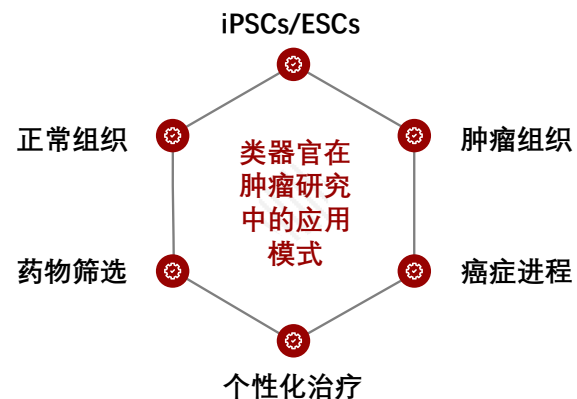 iPSCs/ESCs
正常组织
肿瘤组织
类器官在
肿瘤研究
中的应用
模式
药物筛选
癌症进程
个性化治疗